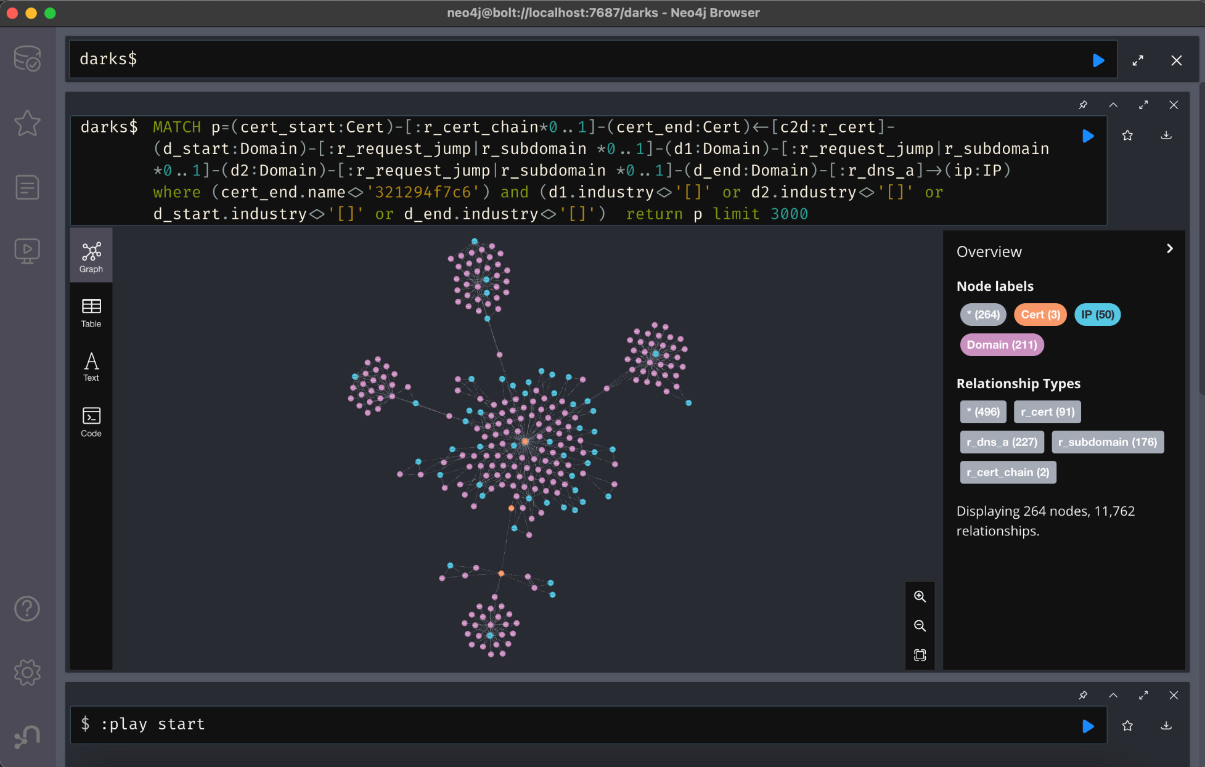 neo4j@bolt://localhost:7687/darks - Neo4j Browser
darks$
darks$ MATCH p=(cert_start:Cert)-[:r_cert_chain*0..1]-(cert_end:Cert)<-[c2d:r_cert]-
(d_start:Domain)-[:r_request_jump|r_subdomain *0..1]-(d1:Domain)-[:r_request_jump|r_subdomain
*0..1]-(d2:Domain)-[:r_request_jump|r_subdomain *0..1]-(d_end:Domain)-[:r_dns_a]->(ip:IP)
where (cert_end.name<>'321294f7c6') and (d1.industry<>'[]' or d2.industry<>'[]' or
d_start.industry<>'[]' or d_end.industry<>'[]') return p limit 3000
Graph
Table
A
Text
Code
Overview
Node labels
* (264) Cert (3) IP (50)
Domain (211)
Relationship Types
* (496) r_cert (91)
r_dns_a (227) r_subdomain (176)
r_cert_chain (2)
Displaying 264 nodes, 11,762
relationships.
$ :play start